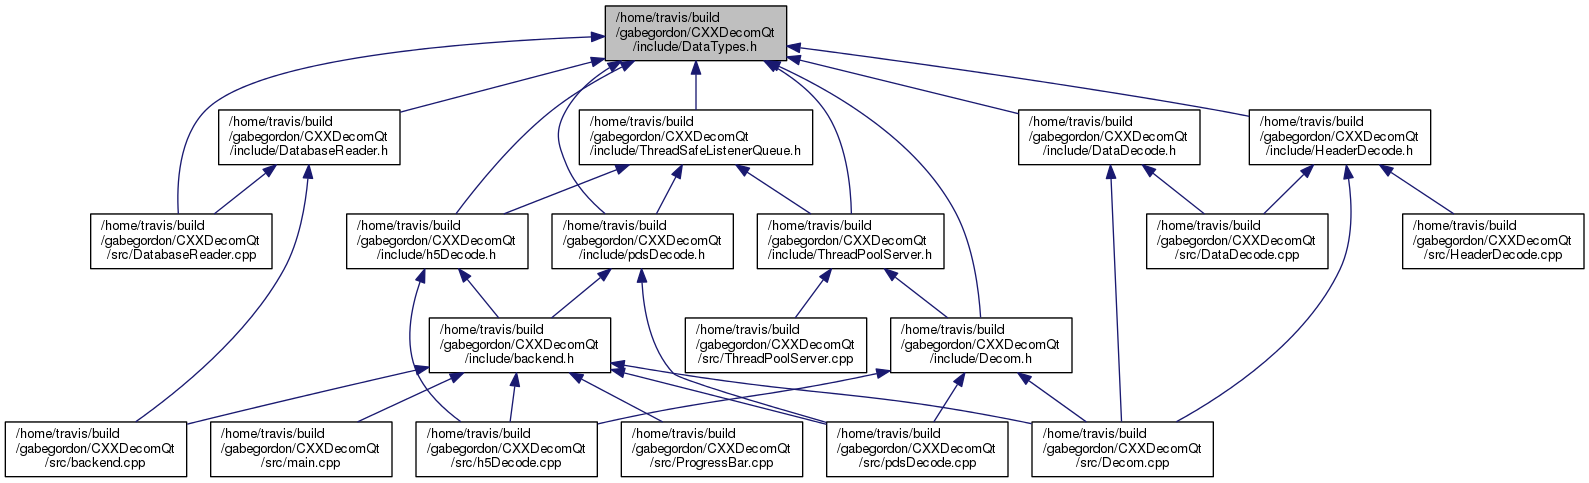 /home/travis/build
/gabegordon/CXXDecomQt
/include/DataTypes.h
/home/travis/build
/gabegordon/CXXDecomQt
/include/DatabaseReader.h
/home/travis/build
/gabegordon/CXXDecomQt
/include/ThreadSafeListenerQueue.h
/home/travis/build
/gabegordon/CXXDecomQt
/include/DataDecode.h
/home/travis/build
/gabegordon/CXXDecomQt
/include/HeaderDecode.h
/home/travis/build
/gabegordon/CXXDecomQt
/src/DatabaseReader.cpp
/home/travis/build
/gabegordon/CXXDecomQt
/include/h5Decode.h
/home/travis/build
/gabegordon/CXXDecomQt
/include/pdsDecode.h
/home/travis/build
/gabegordon/CXXDecomQt
/include/ThreadPoolServer.h
/home/travis/build
/gabegordon/CXXDecomQt
/src/DataDecode.cpp
/home/travis/build
/gabegordon/CXXDecomQt
/src/HeaderDecode.cpp
/home/travis/build
/gabegordon/CXXDecomQt
/include/backend.h
/home/travis/build
/gabegordon/CXXDecomQt
/src/ThreadPoolServer.cpp
/home/travis/build
/gabegordon/CXXDecomQt
/include/Decom.h
/home/travis/build
/gabegordon/CXXDecomQt
/src/backend.cpp
/home/travis/build
/gabegordon/CXXDecomQt
/src/main.cpp
/home/travis/build
/gabegordon/CXXDecomQt
/src/h5Decode.cpp
/home/travis/build
/gabegordon/CXXDecomQt
/src/ProgressBar.cpp
/home/travis/build
/gabegordon/CXXDecomQt
/src/pdsDecode.cpp
/home/travis/build
/gabegordon/CXXDecomQt
/src/Decom.cpp